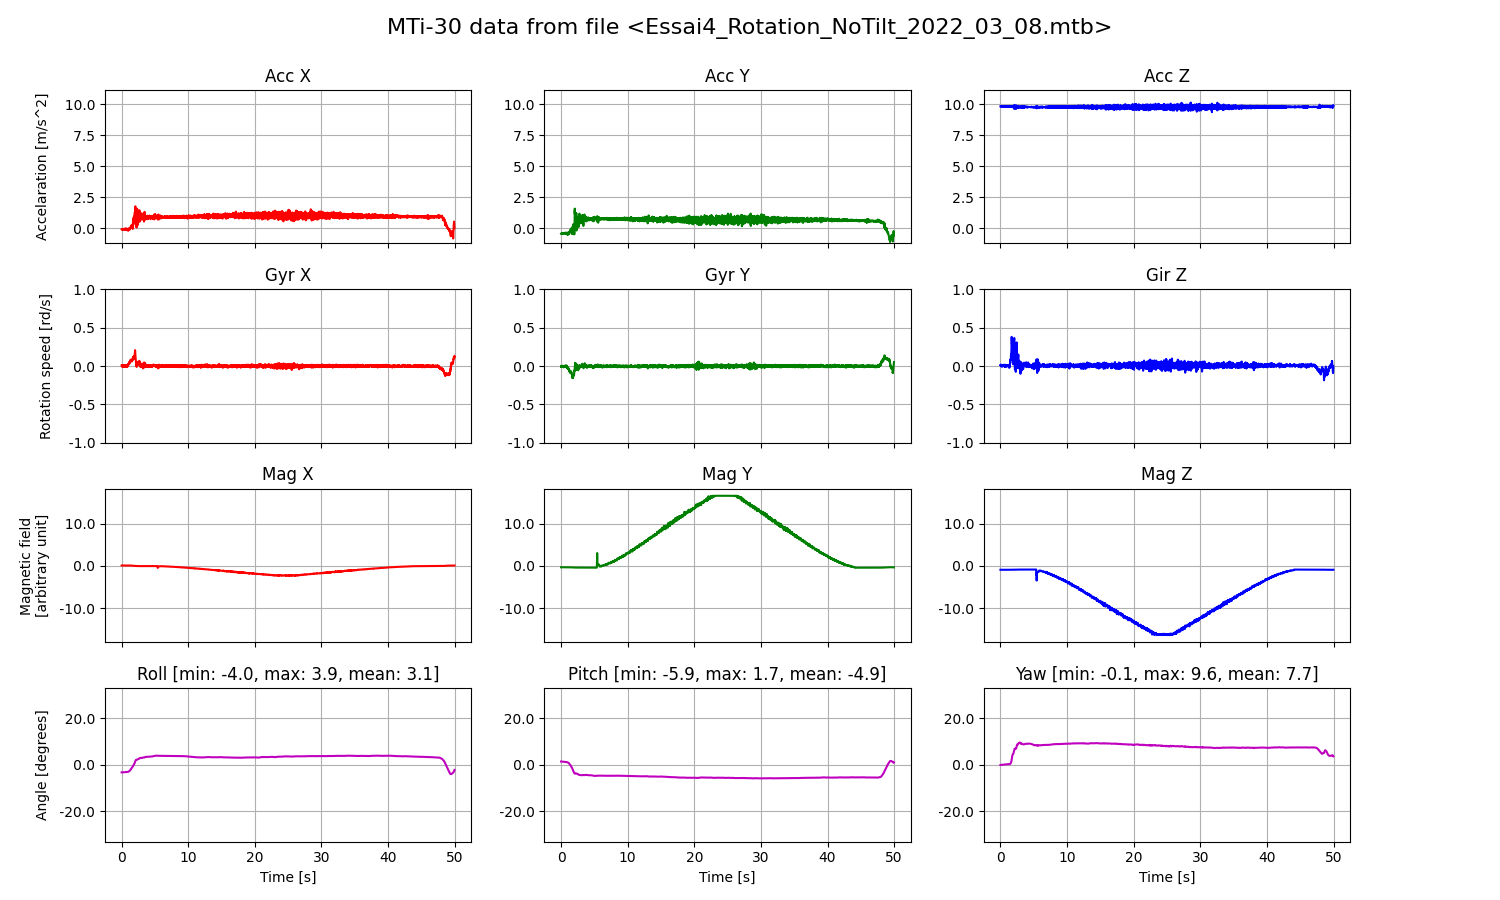 MTi-30 data from file <Essai4_Rotation_NoTilt_2022_03_08.mtb>
Acc X
Acc Y
Acc Z
Accelaration [m/s^2]
10.0
7.5
5.0
2.5
0.0
10.0
7.5
5.0
2.5
0.0
10.0
7.5
5.0
2.5
0.0
Gyr X
Gyr Y
Gir Z
Rotation speed [rd/s]
1.0
0.5
0.0
-0.5
-1.0
1.0
0.5
0.0
-0.5
-1.0
1.0
0.5
0.0
-0.5
-1.0
Mag X
Mag Y
Mag Z
Magnetic field
[arbitrary unit]
10.0
0.0
-10.0
10.0
0.0
-10.0
10.0
0.0
-10.0
Roll [min: -4.0, max: 3.9, mean: 3.1]
Pitch [min: -5.9, max: 1.7, mean: -4.9]
Yaw [min: -0.1, max: 9.6, mean: 7.7]
Angle [degrees]
20.0
0.0
-20.0
20.0
0.0
-20.0
20.0
0.0
-20.0
0 10 20 30 40 50
0 10 20 30 40 50
0 10 20 30 40 50
Time [s]
Time [s]
Time [s]